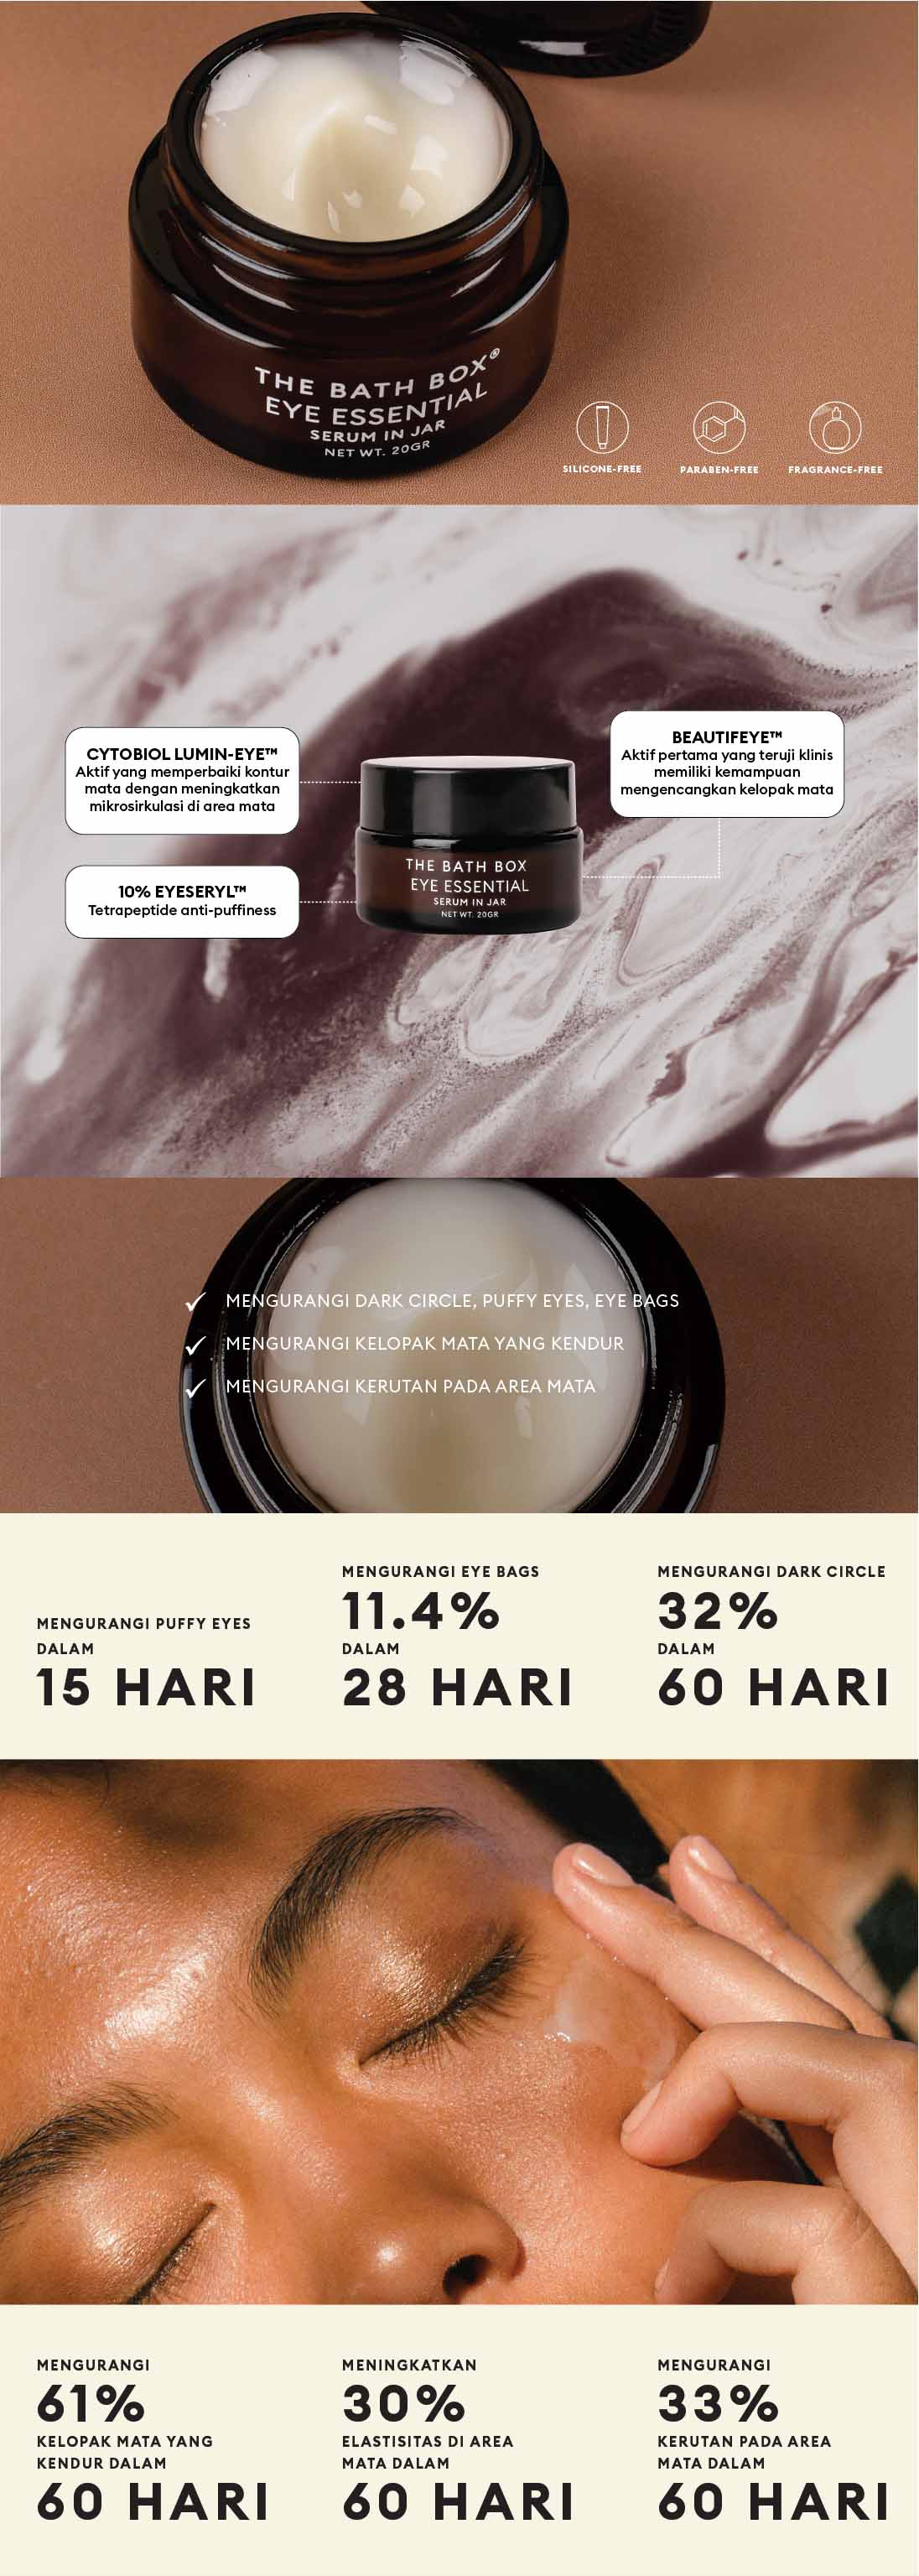 THE BATH BOX®
EYE ESSENTIAL
SERUM IN JAR
NET WT. 20GR
SILICONE-FREE
PARABEN-FREE
FRAGRANCE-FREE
CYTOBIOL LUMIN-EYE™
Aktif yang memperbaiki kontur
mata dengan meningkatkan
mikrosirkulasi di area mata
BEAUTIFEYE™
Aktif pertama yang teruji klinis
memiliki kemampuan
mengencangkan kelopak mata
10% EYESERYL™
Tetrapeptide anti-puffiness
THE BATH BOX
EYE ESSENTIAL
SERUM IN JAR
NET WT. 20GR
MENGURANGI DARK CIRCLE, PUFFY EYES, EYE BAGS
MENGURANGI KELOPAK MATA YANG KENDUR
MENGURANGI KERUTAN PADA AREA MATA
MENGURANGI PUFFY EYES
DALAM
15 HARI
MENGURANGI EYE BAGS
11.4%
DALAM
28 HARI
MENGURANGI DARK CIRCLE
32%
DALAM
60 HARI
MENGURANGI
61%
KELOPAK MATA YANG
KENDUR DALAM
60 HARI
MENINGKATKAN
30%
ELASTISITAS DI AREA
MATA DALAM
60 HARI
MENGURANGI
33%
KERUTAN PADA AREA
MATA DALAM
60 HARI